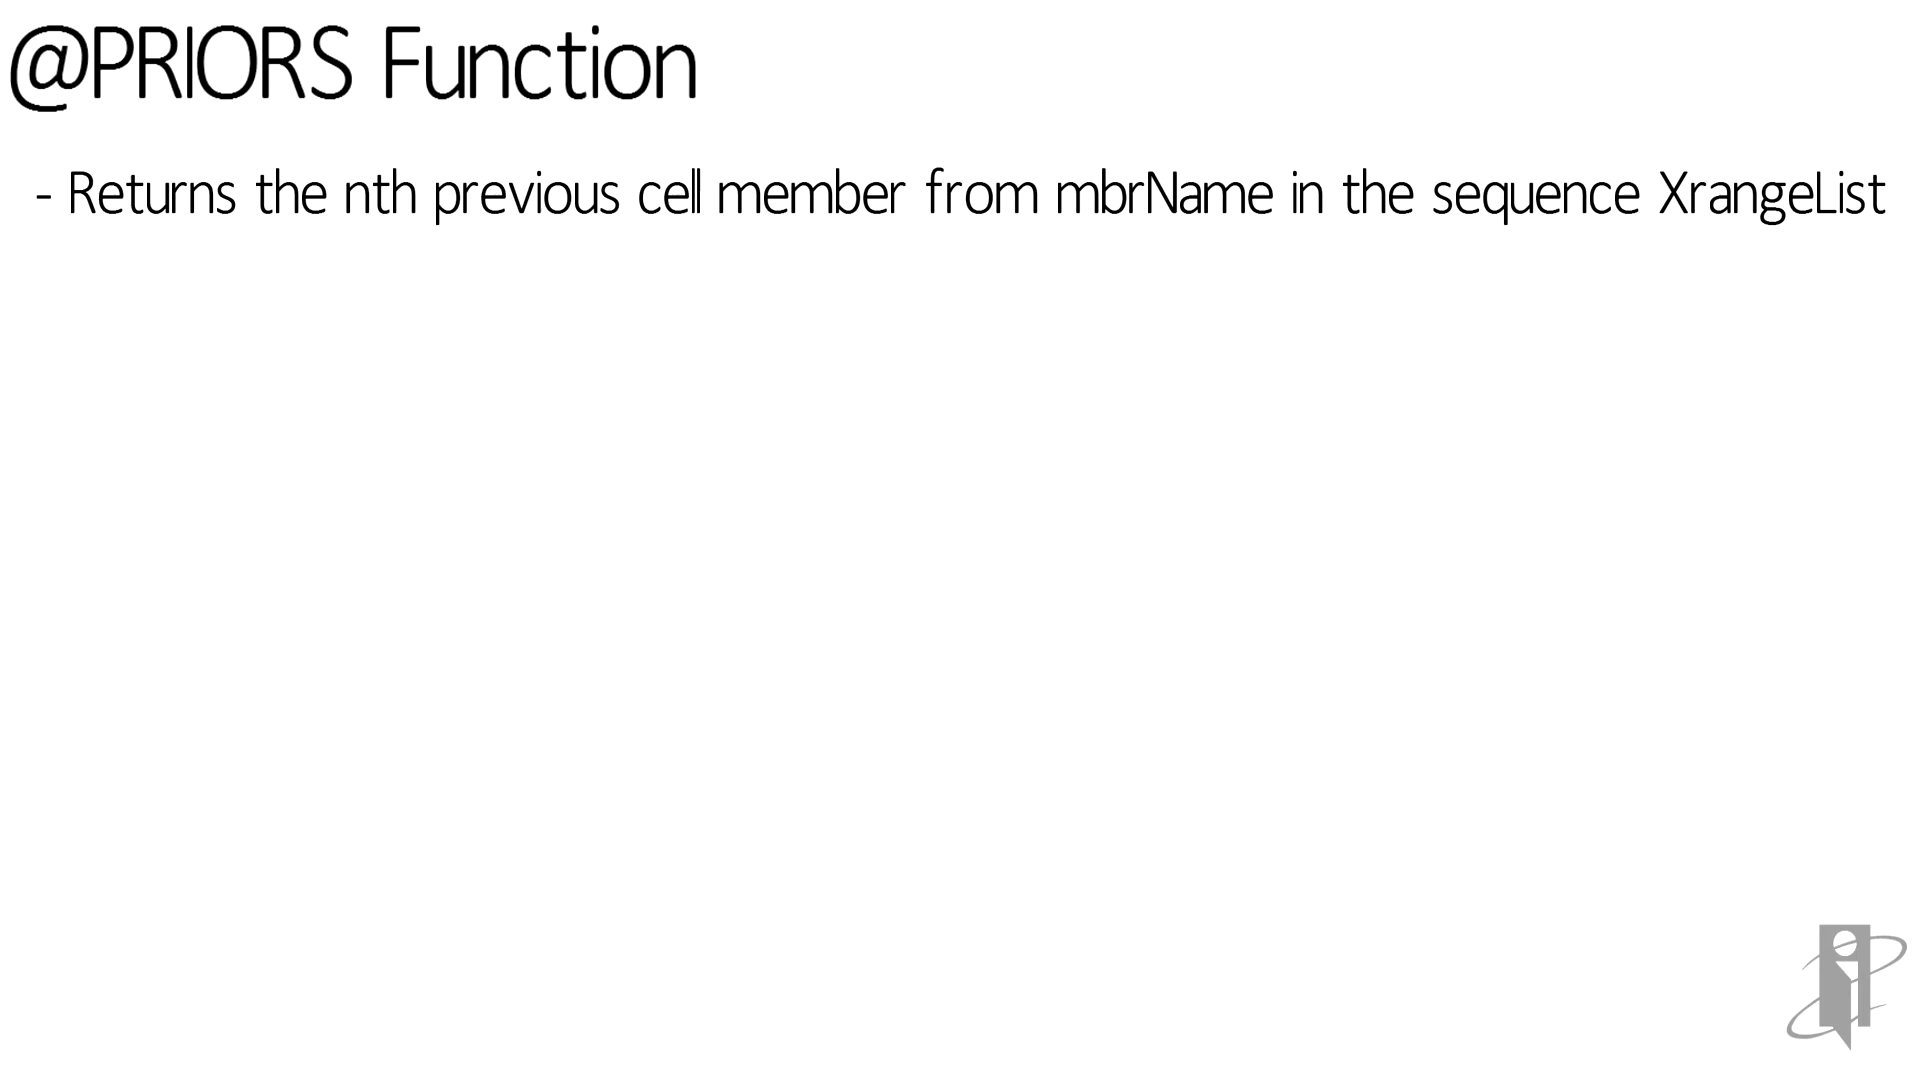 @PRIORS Function
- Returns the nth previous cell member from mbrName in the sequence XrangeList